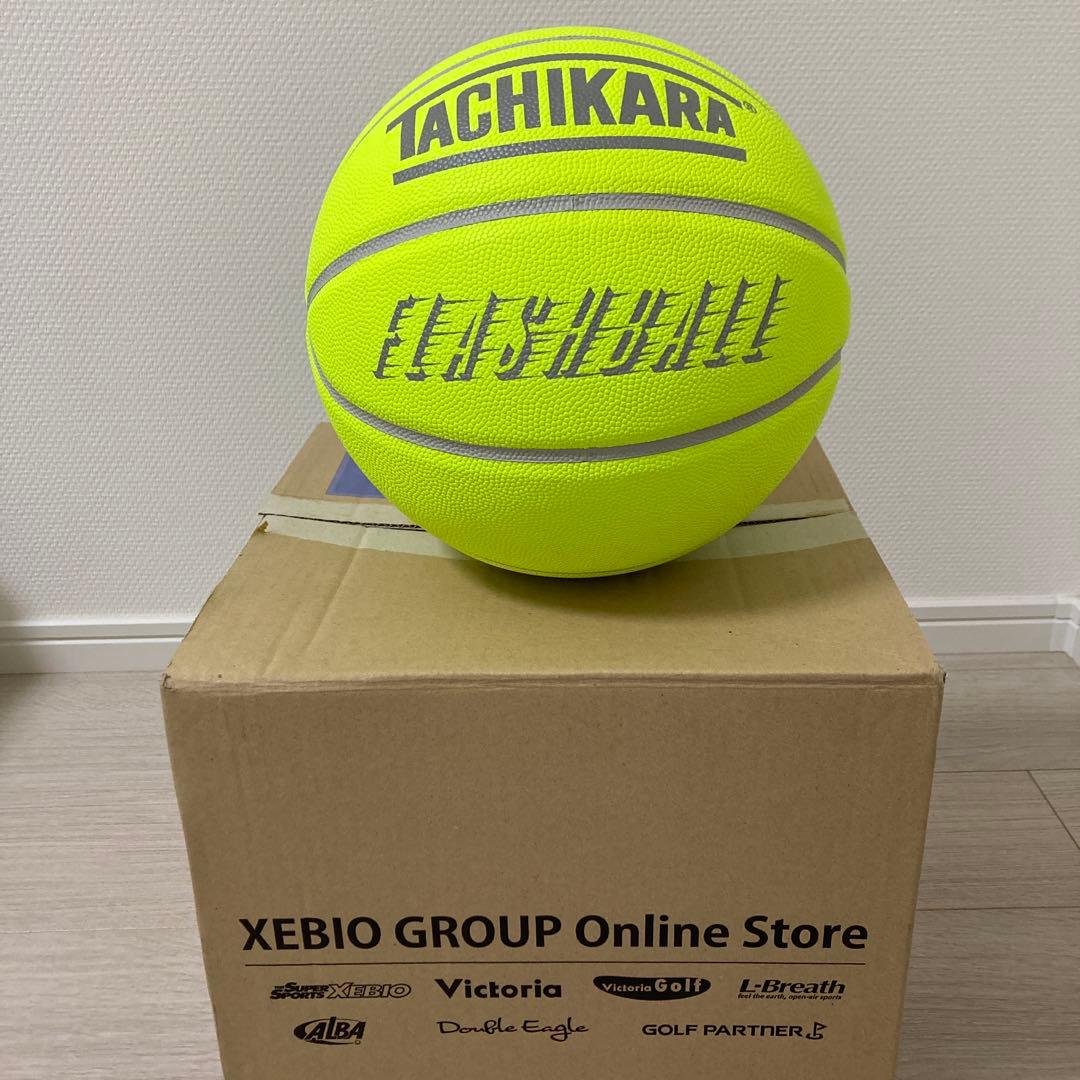 TACHIKARA®
FLASHBALL
XEBIO GROUP Online Store
THE SUPER SPORTS XEBIO
Victoria
Victoria Golf
L-Breath
feel the earth, open-air sports
ALBA
Double Eagle
GOLF PARTNER